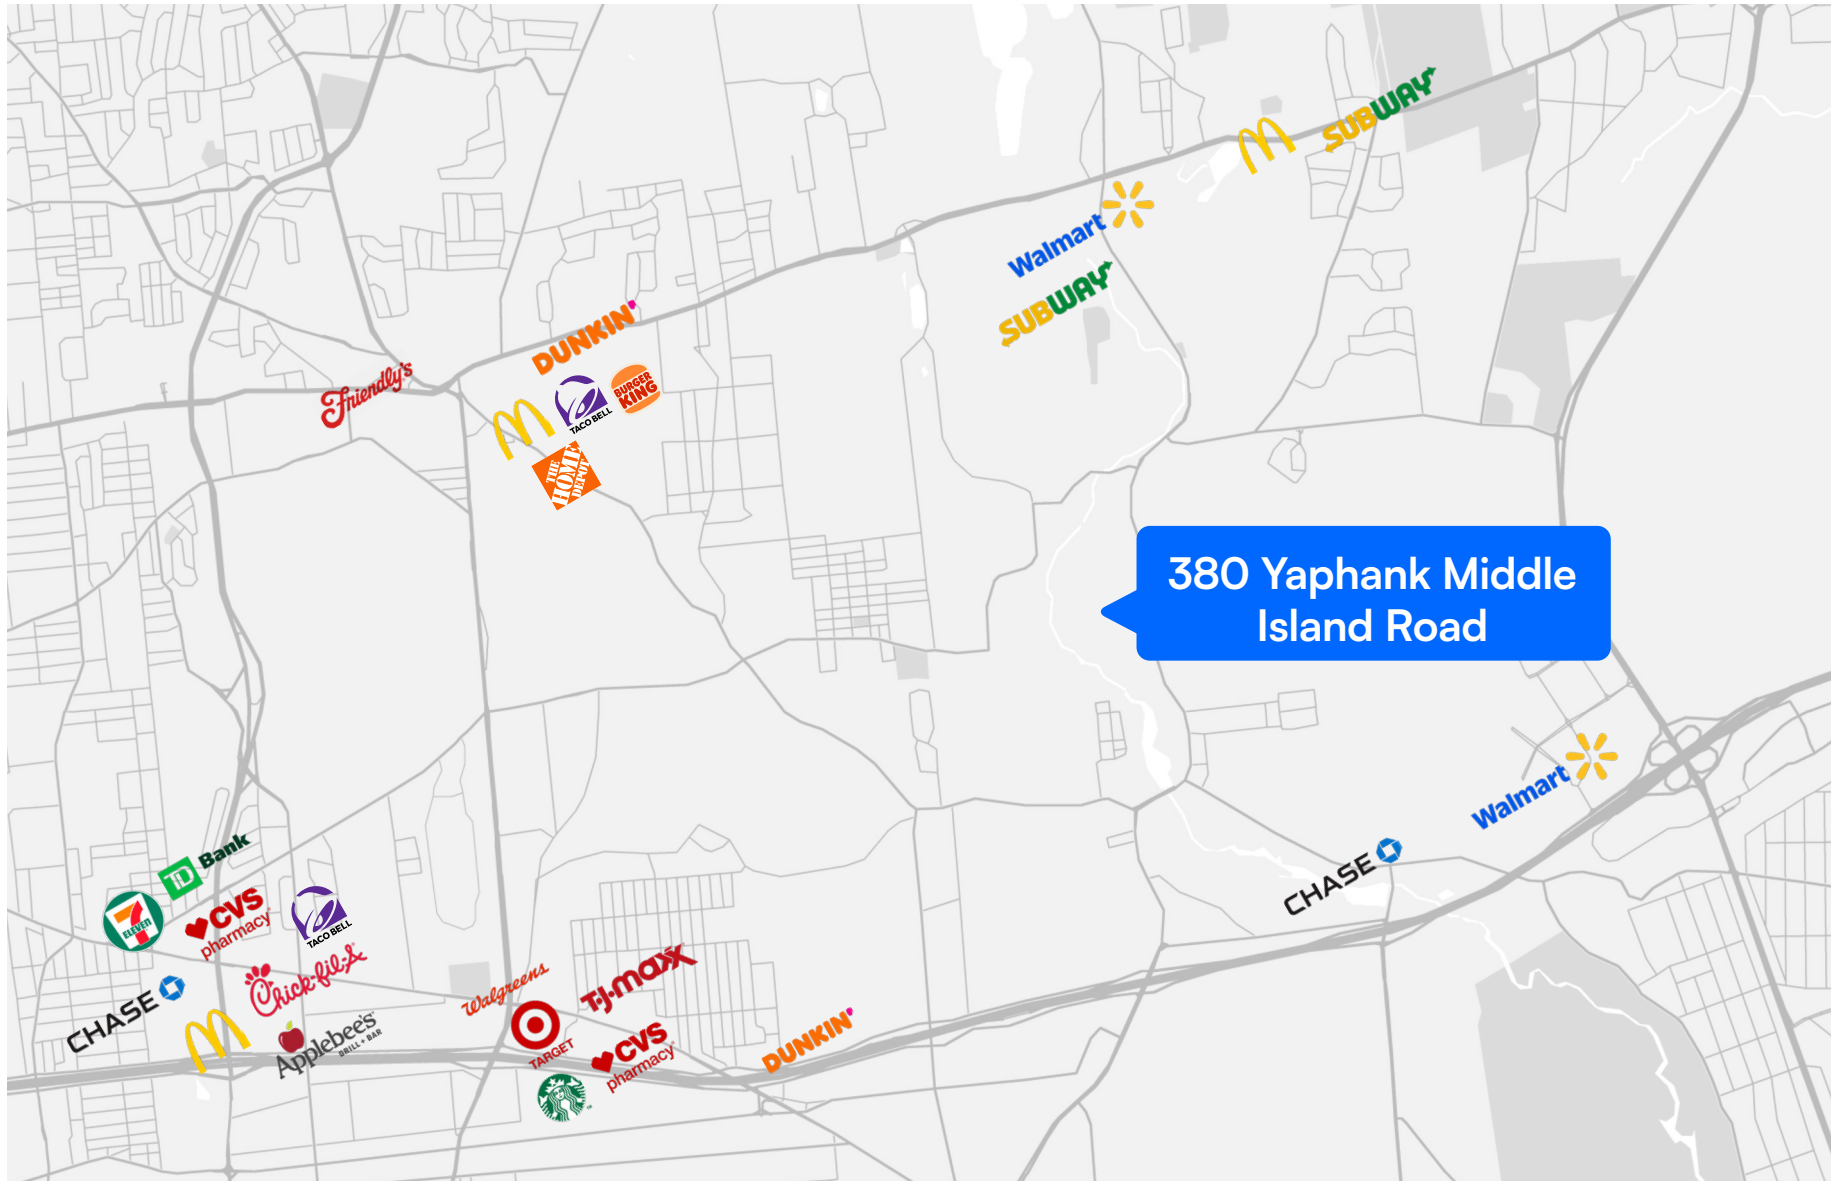 SUBWAY
Walmart
SUBWAY
DUNKIN'
Friendly's
TACO BELL
BURGER
KING
THE
HOME
DEPOT
380 Yaphank Middle
Island Road
Walmart
CHASE
TD Bank
7
ELEVEN
CVS
pharmacy
TACO BELL
Chick-fil-A
CHASE
Applebee's
GRILL + BAR
Walgreens
T.J.maxx
TARGET
CVS
pharmacy
DUNKIN'